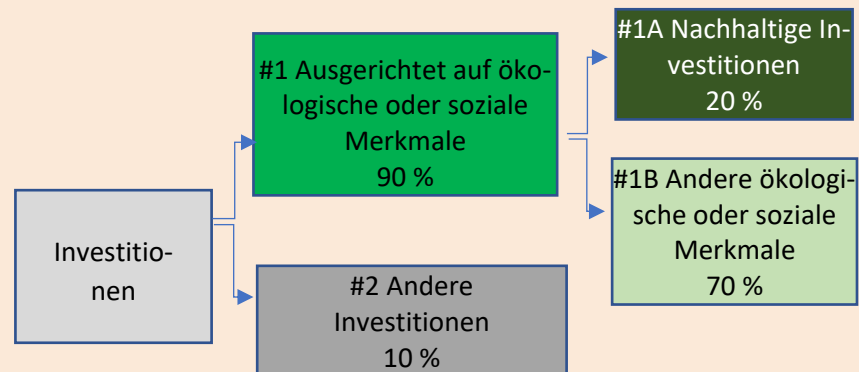 #1A Nachhaltige In-
vestitionen
20 %
#1 Ausgerichtet auf öko-
logische oder soziale
Merkmale
90 %
#1B Andere ökologi-
sche oder soziale
Merkmale
70 %
Investitio-
nen
#2 Andere
Investitionen
10 %